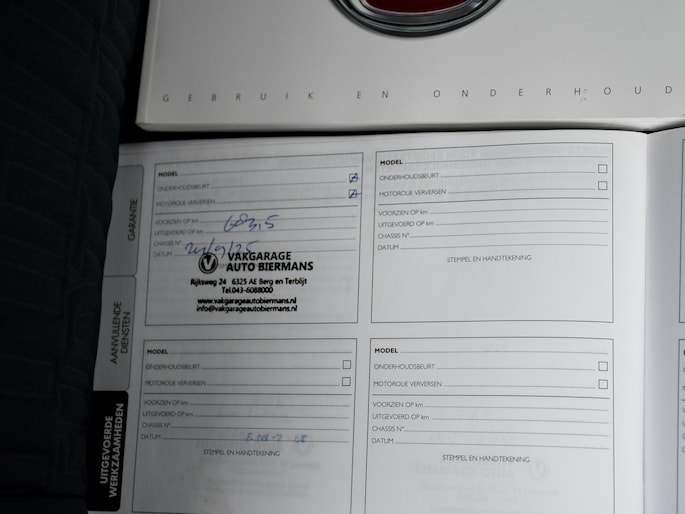 GEBRUIK EN ONDERHOUD
GARANTIE
AANVULLENDE
DIENSTEN
UITGEVOERDE
WERKZAAMHEDEN
MODEL
ONDERHOUDSBEURT
MOTOROLIE VERVERSEN
VOORZIEN OP km
UITGEVOERD OP km
CHASSIS N°
DATUM
VAKGARAGE
AUTO BIERMANS
Rijksweg 24 6325 AE Berg en Terblijt
Tel.043-6088000
www.vakgarageautobiermans.nl
info@vakgarageautobiermans.nl
MODEL
ONDERHOUDSBEURT
MOTOROLIE VERVERSEN
VOORZIEN OP km
UITGEVOERD OP km
CHASSIS N°
DATUM
STEMPEL EN HANDTEKENING
MODEL
ONDERHOUDSBEURT
MOTOROLIE VERVERSEN
VOORZIEN OP km
UITGEVOERD OP km
CHASSIS N°
DATUM
STEMPEL EN HANDTEKENING
MODEL
ONDERHOUDSBEURT
MOTOROLIE VERVERSEN
VOORZIEN OP km
UITGEVOERD OP km
CHASSIS N°
DATUM
STEMPEL EN HANDTEKENING